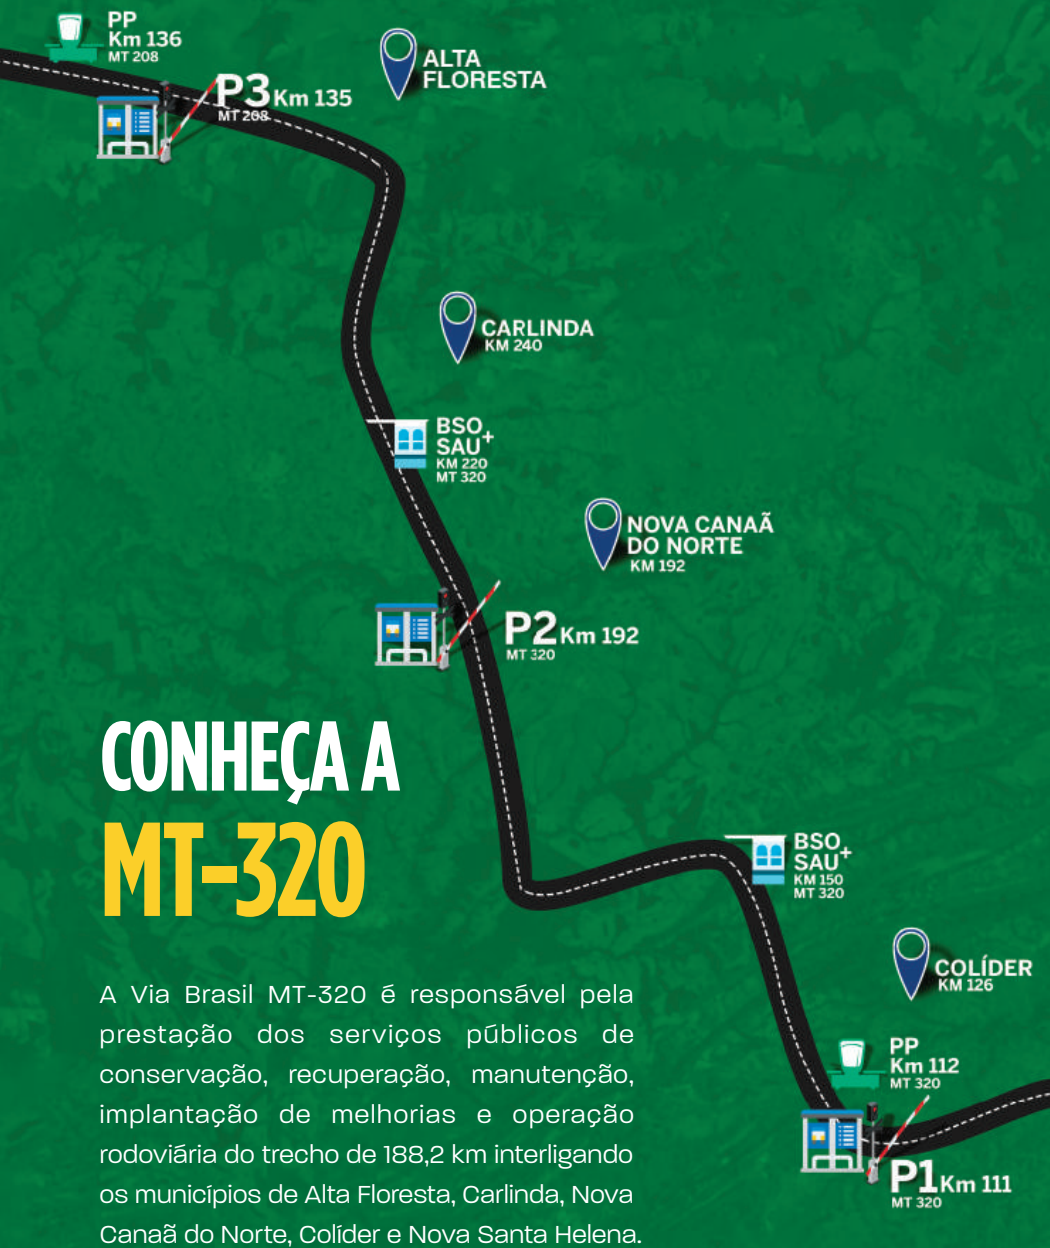 PP
Km 136
MT 208
ALTA
FLORESTA
P3 Km 135
MT 208
CARLINDA
KM 240
BSO
SAU+
KM 220
MT 320
NOVA CANAÃ
DO NORTE
KM 192
P2 Km 192
MT 320
CONHEÇA A
MT-320
BSO
SAU+
KM 150
MT 320
COLÍDER
KM 126
A Via Brasil MT-320 é responsável pela
prestação dos serviços públicos de
conservação, recuperação, manutenção,
implantação de melhorias e operação
rodoviária do trecho de 188,2 km interligando
os municípios de Alta Floresta, Carlinda, Nova
Canaã do Norte, Colíder e Nova Santa Helena.
PP
Km 112
MT 320
P1 Km 111
MT 320